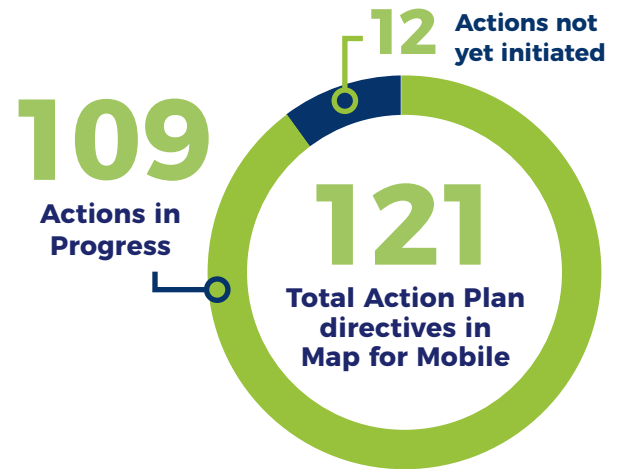 12
Actions not
yet initiated
109
Actions in
Progress
121
Total Action Plan
directives in
Map for Mobile